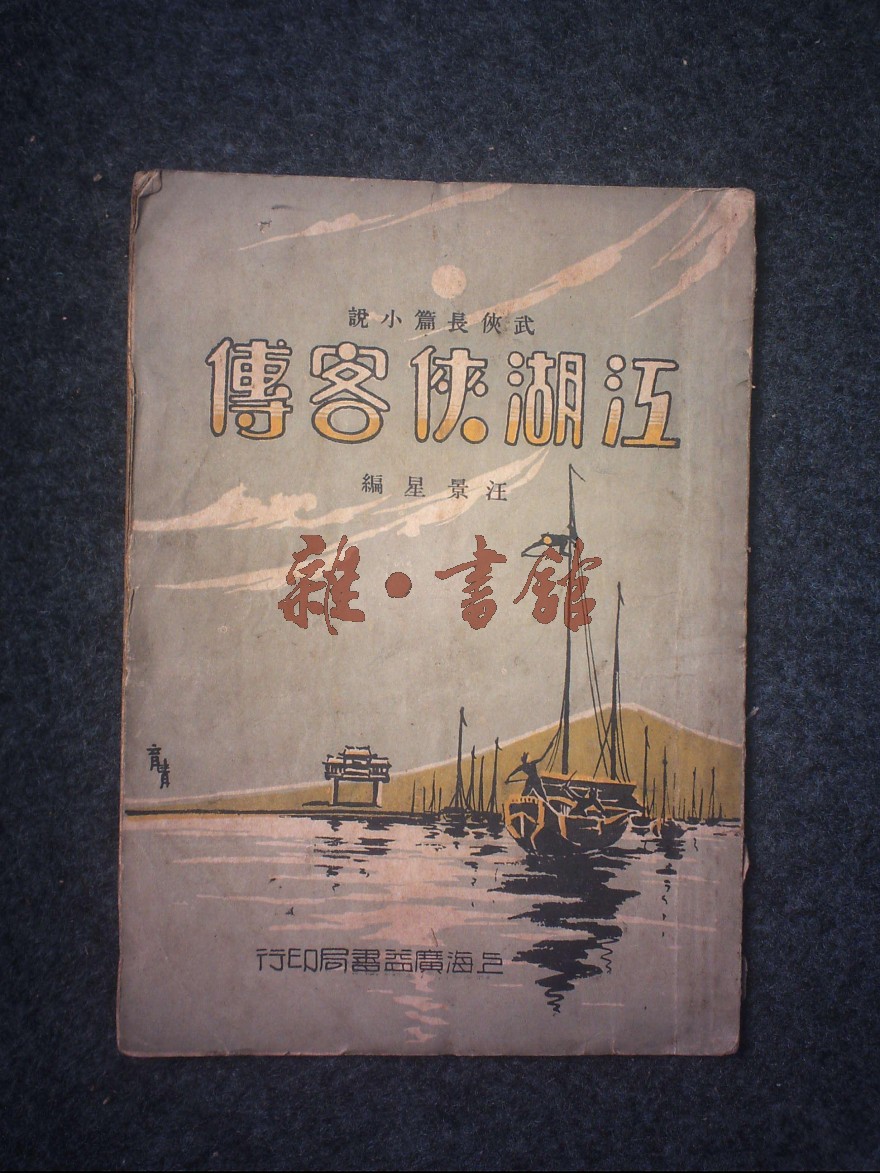 武俠長篇小說
江湖俠客傳
汪景星編
雜·書館
上海廣益書局印行